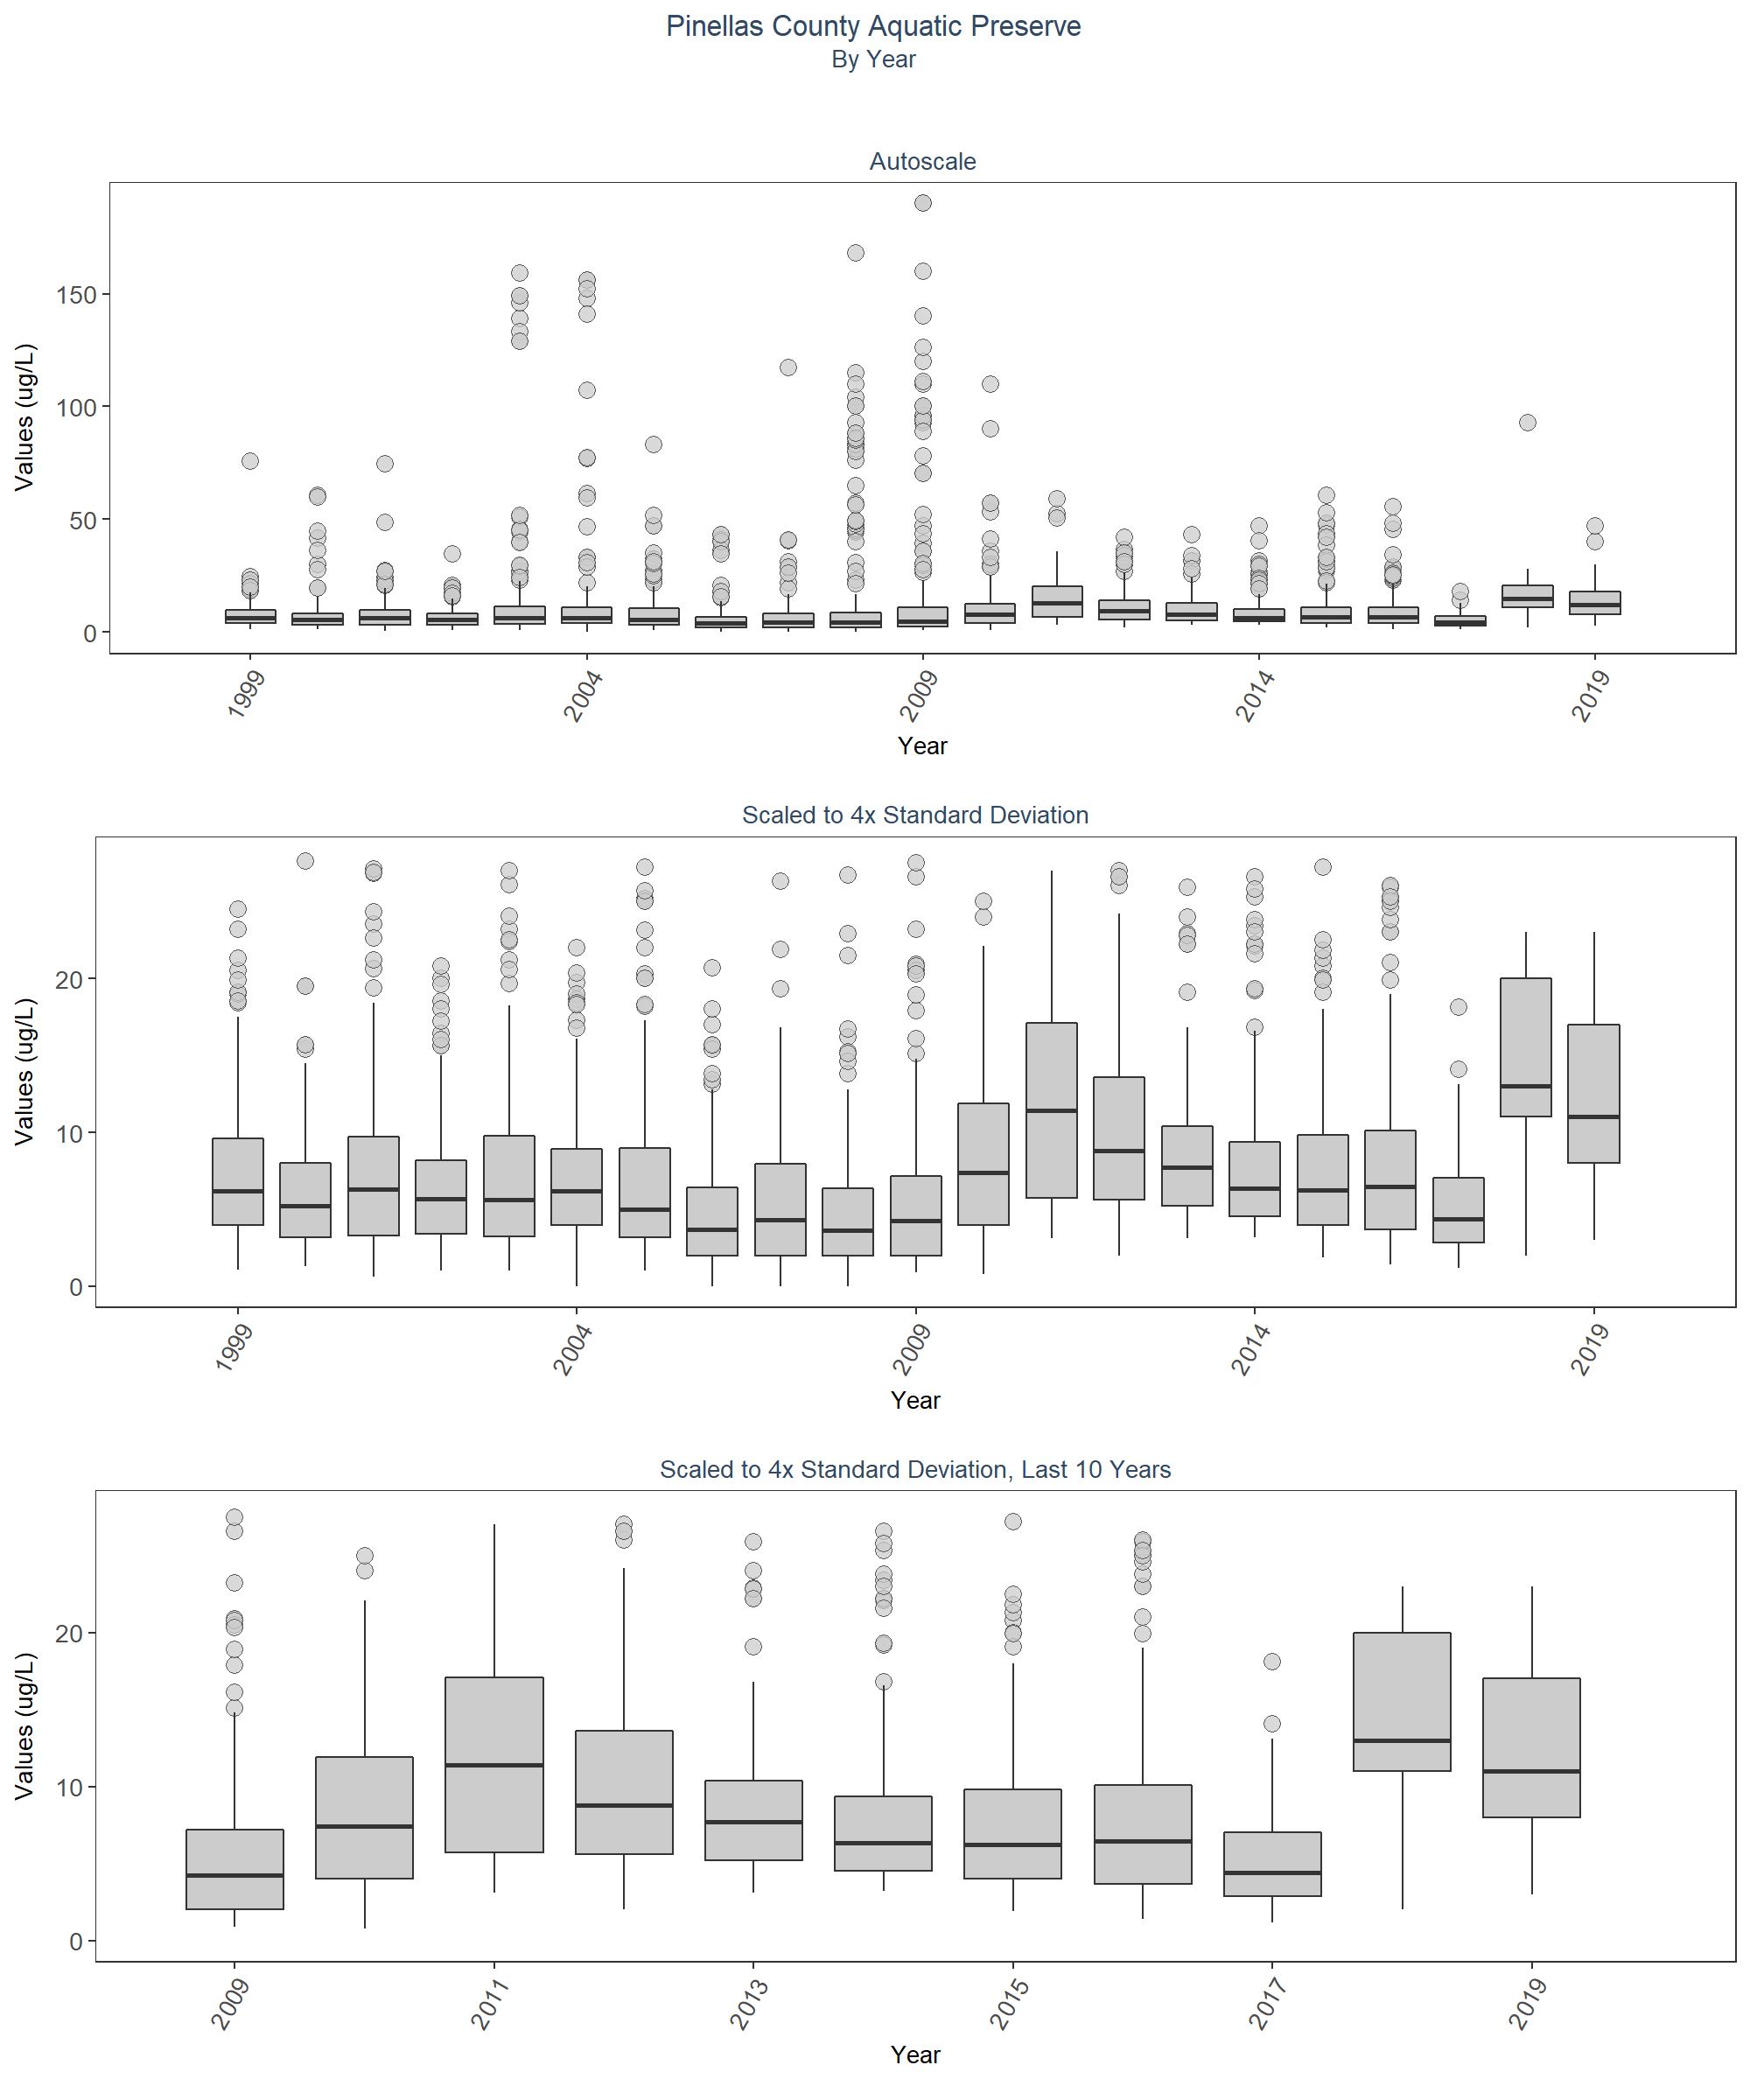 Pinellas County Aquatic Preserve
By Year
Autoscale
Values (ug/L)
150
100
50
0
1999 2004 2009 2014 2019
Year
Scaled to 4x Standard Deviation
Values (ug/L)
20
10
0
1999 2004 2009 2014 2019
Year
Scaled to 4x Standard Deviation, Last 10 Years
Values (ug/L)
20
10
0
2009 2011 2013 2015 2017 2019
Year